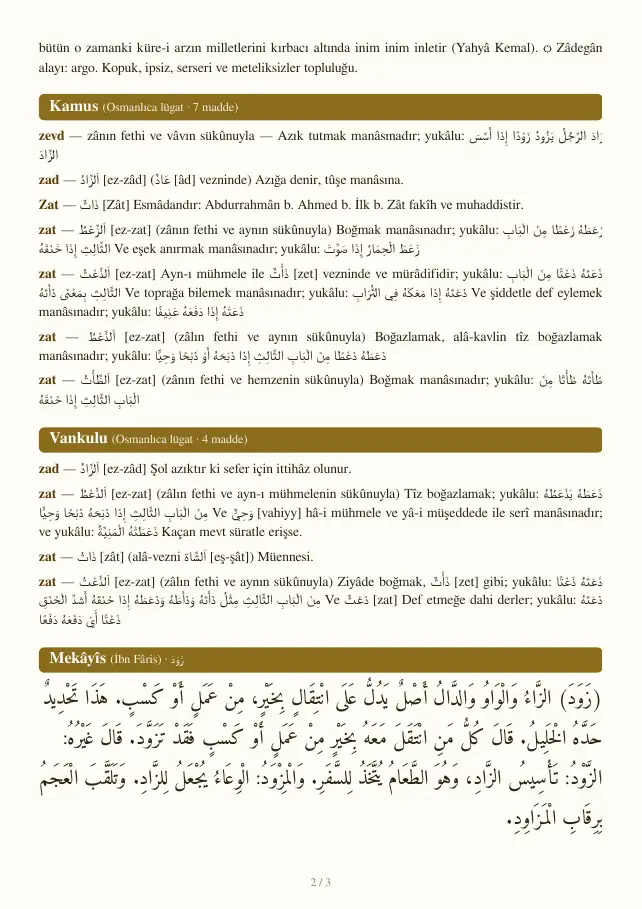 bütün o zamanki küre-i arzın milletlerini kırbacı altında inim inim inletir (Yahyâ Kemal). ○ Zâdegân
alayı: argo. Kopuk, ipsiz, serseri ve meteliksizler topluluğu.
Kamus (Osmanlıca lügat · 7 madde)
zevd — zânın fethi ve vâvın sükûnuyla — Azık tutmak manâsınadır; yukâlu: زَادَ الرَّجُلُ يَزُودُ زَوْدًا إِذَا أَسَّسَ
الزَّادَ
zad — اَلزَّادُ [ez-zâd] (عَادٌ [âd] vezninde) Azığa denir, tûşe manâsına.
Zat — ذَاتٌ [Zât] Esmâdandır: Abdurrahmân b. Ahmed b. İlk b. Zât fakîh ve muhaddistir.
zat — اَلزَّعْطُ [ez-zat] (zânın fethi ve aynın sükûnuyla) Boğmak manâsınadır; yukâlu: زَعَطَهُ زَعْطًا مِنَ الْبَابِ
الثَّالِثِ إِذَا خَنَقَهُ Ve eşek anırmak manâsınadır; yukâlu: زَعَطَ الْحِمَارُ إِذَا صَوَّتَ
zat — اَلذَّعْتُ [ez-zat] Ayn-ı mühmele ile ذَأْتٌ [zet] vezninde ve mürâdifidir; yukâlu: ذَعَتَهُ ذَعْتًا مِنَ الْبَابِ
الثَّالِثِ بِمَعْنَى ذَأَتَهُ Ve toprağa bilemek manâsınadır; yukâlu: ذَعَتَهُ إِذَا مَعَكَهُ فِي التُّرَابِ Ve şiddetle def eylemek
manâsınadır; yukâlu: ذَعَتَهُ إِذَا دَفَعَهُ عَنِيفًا
zat — اَلذَّعْطُ [ez-zat] (zâlın fethi ve aynın sükûnuyla) Boğazlamak, alâ-kavlin tîz boğazlamak
manâsınadır; yukâlu: ذَعَطَهُ ذَعْطًا مِنَ الْبَابِ الثَّالِثِ إِذَا ذَبَحَهُ أَوْ ذَبْحًا وَحِيًّا
zat — اَلظَّأْتُ [ez-zat] (zânın fethi ve hemzenin sükûnuyla) Boğmak manâsınadır; yukâlu: ظَأَتَهُ ظَأْتًا مِنَ
الْبَابِ الثَّالِثِ إِذَا خَنَقَهُ
Vankulu (Osmanlıca lügat · 4 madde)
zad — اَلزَّادُ [ez-zâd] Şol azıktır ki sefer için ittihâz olunur.
zat — اَلذَّعْطُ [ez-zat] (zâlın fethi ve ayn-ı mühmelenin sükûnuyla) Tîz boğazlamak; yukâlu: ذَعَطَهُ يَذْعَطُهُ
مِنَ الْبَابِ الثَّالِثِ إِذَا ذَبَحَهُ ذَبْحًا وَحِيًّا Ve وَحِيٌّ [vahiyy] hâ-i mühmele ve yâ-i müşeddede ile serî manâsınadır;
ve yukâlu: ذَعَطَتْهُ الْمَنِيَّةُ Kaçan mevt süratle erişse.
zat — ذَاتُ [zât] (alâ-vezni اَلشَّاة [eş-şât]) Müennesi.
zat — اَلذَّعْتُ [ez-zat] (zâlın fethi ve aynın sükûnuyla) Ziyâde boğmak, ذَأْتٌ [zet] gibi; yukâlu: ذَعَتَهُ ذَعْتًا
مِنَ الْبَابِ الثَّالِثِ مِثْلُ ذَأَتَهُ وَذَأَطَهُ وَذَعَطَهُ إِذَا خَنَقَهُ أَشَدَّ الْخَنْقِ Ve ذَعْتٌ [zat] Def etmeğe dahi derler; yukâlu: ذَعَتَهُ
ذَعْتًا أَيْ دَفَعَهُ دَفْعًا
Mekâyîs (İbn Fâris) · زَوَدَ
(زَوَدَ) الزَّاءُ وَالْوَاوُ وَالدَّالُ أَصْلٌ يَدُلُّ عَلَى انْتِقَالٍ بِخَيْرٍ، مِنْ عَمَلٍ أَوْ كَسْبٍ. هَذَا تَحْدِيدٌ
حَدَّهُ الْخَلِيلُ. قَالَ كُلُّ مَنِ انْتَقَلَ مَعَهُ بِخَيْرٍ مِنْ عَمَلٍ أَوْ كَسْبٍ فَقَدْ تَزَوَّدَ. قَالَ غَيْرُهُ:
الزَّوْدُ: تَأْسِيسُ الزَّادِ، وَهُوَ الطَّعَامُ يُتَّخَذُ لِلسَّفَرِ. وَالْمِزْوَدُ: الْوِعَاءُ يُجْعَلُ لِلزَّادِ. وَتَلَقَّبَ الْعَجَمُ
بِرِقَابِ الْمَزَاوِدِ.
2 / 3